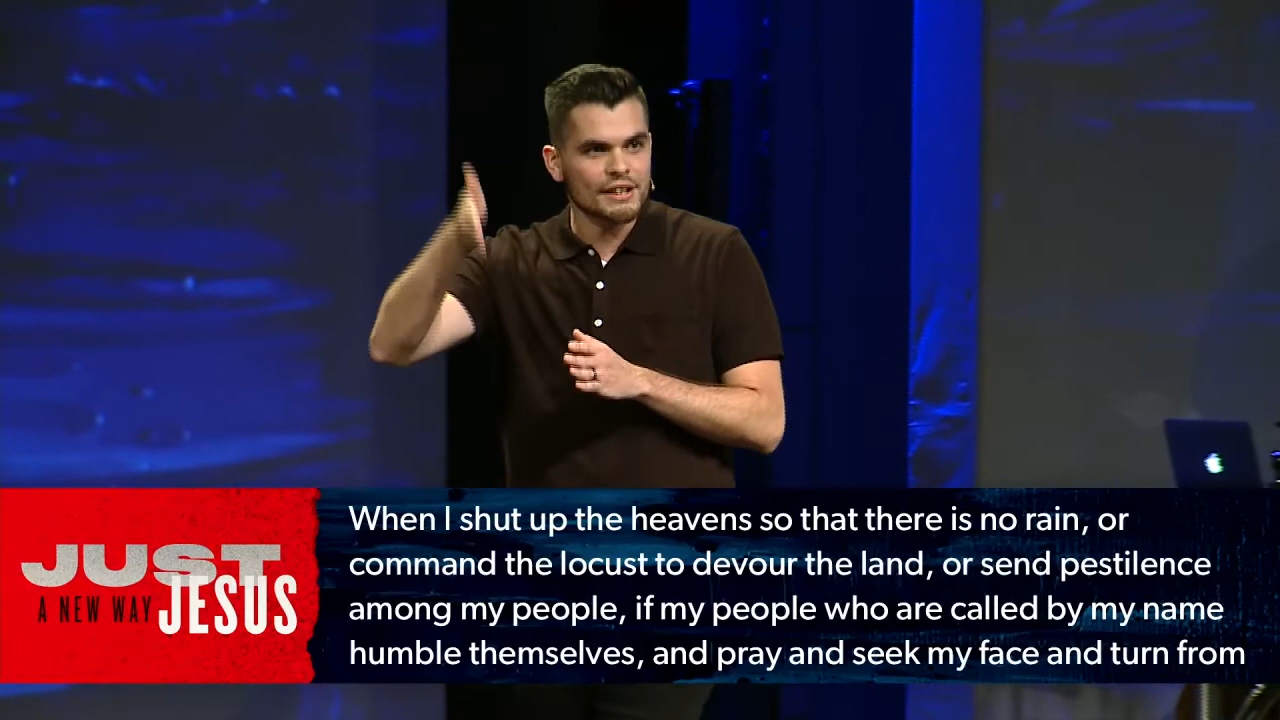 JUST
A NEW WAY
JESUS
When I shut up the heavens so that there is no rain, or
command the locust to devour the land, or send pestilence
among my people, if my people who are called by my name
humble themselves, and pray and seek my face and turn from